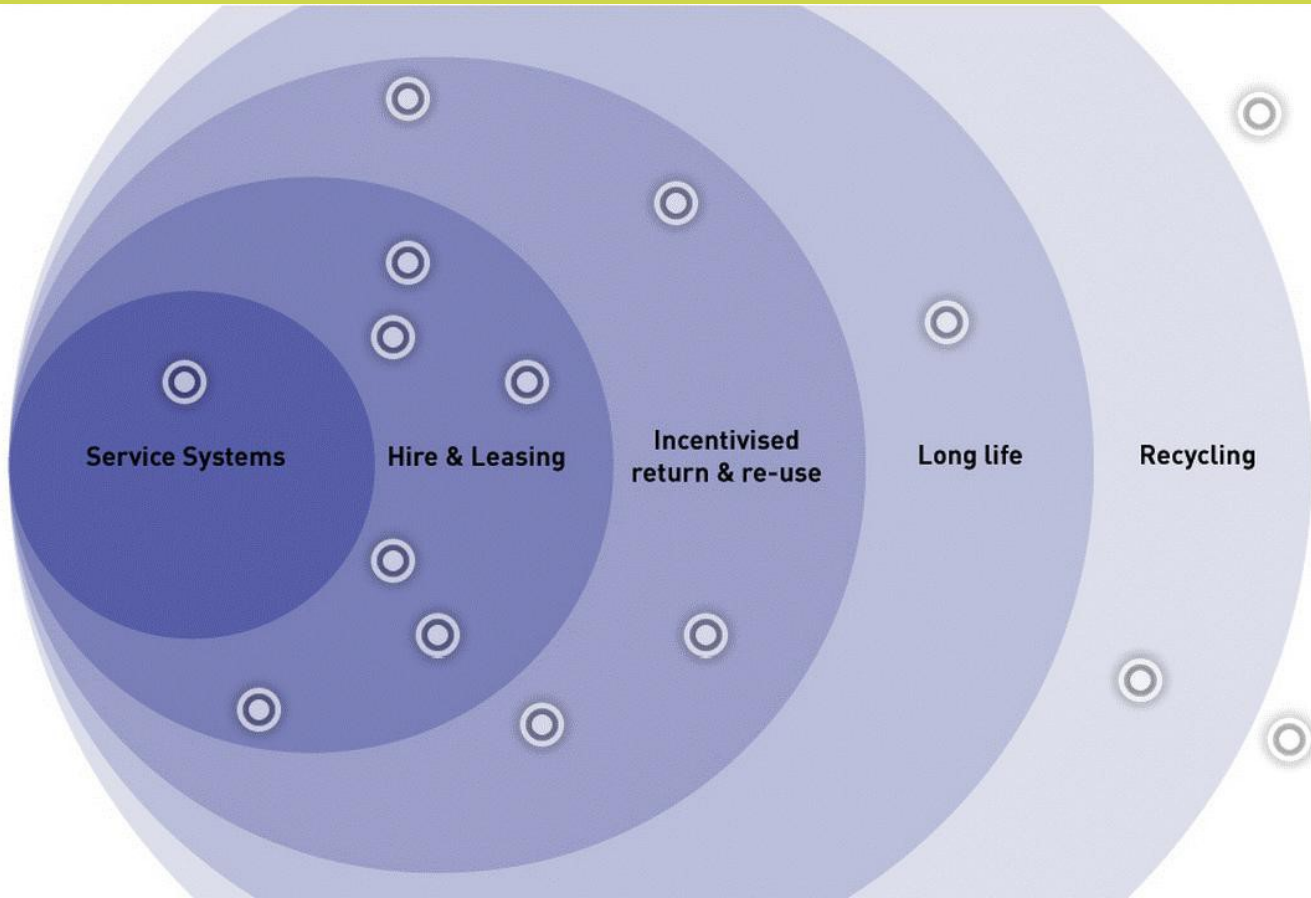 Service Systems
Hire & Leasing
Incentivised
return & re-use
Long life
Recycling